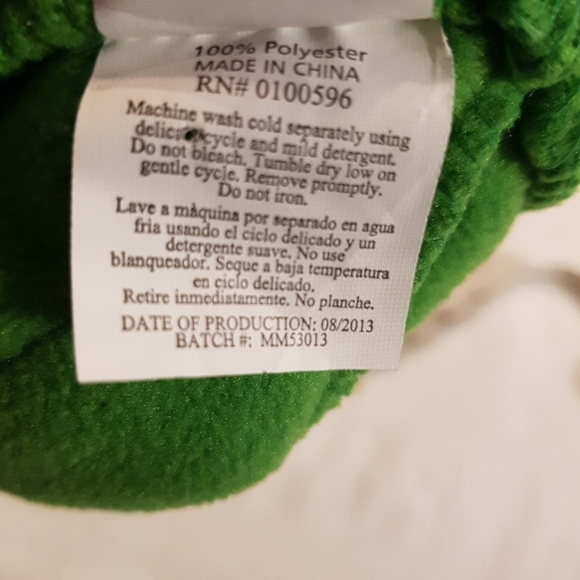 100% Polyester
MADE IN CHINA
RN# 0100596
Machine wash cold separately using
delicate cycle and mild detergent.
Do not bleach. Tumble dry low on
gentle cycle. Remove promptly.
Do not iron.
Lave a màquina por separado en agua
fria usando el ciclo delicado y un
detergente suave. No use
blanqueador. Seque a baja temperatura
en ciclo delicado.
Retire inmediatamente. No planche.
DATE OF PRODUCTION: 08/2013
BATCH #: MM53013